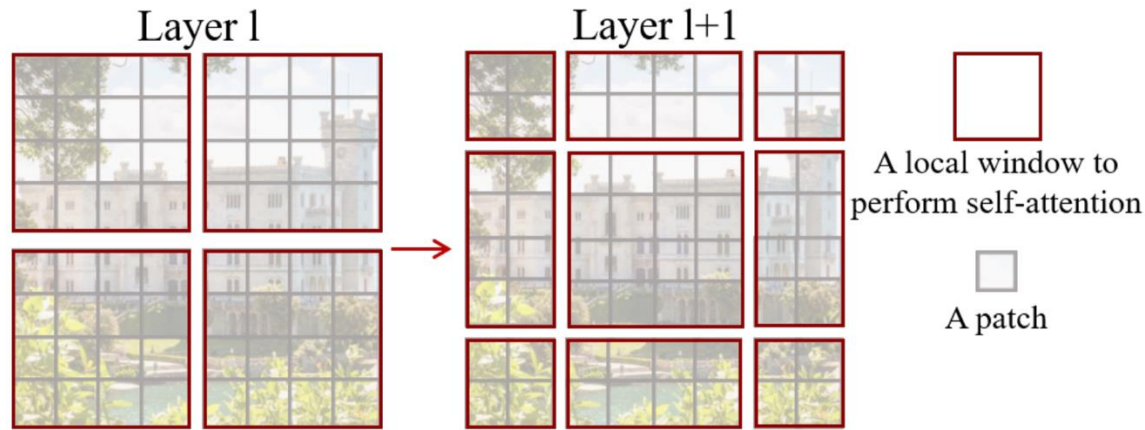 Layer l
Layer l+1
A local window to
perform self-attention
A patch